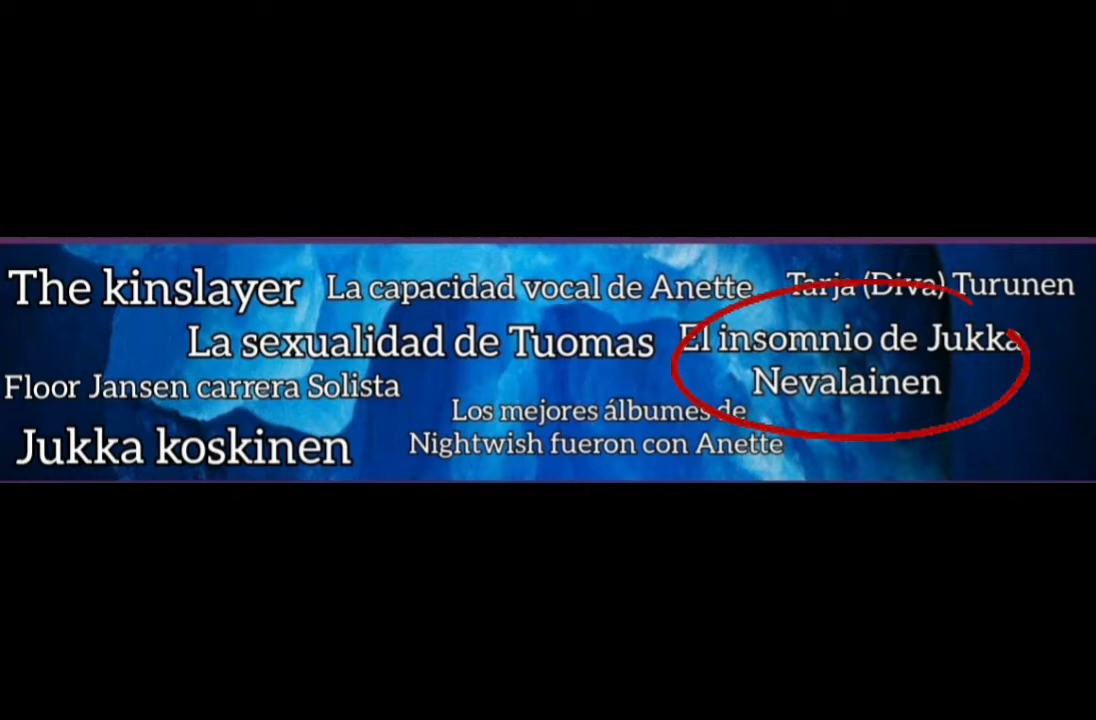 The kinslayer
La capacidad vocal de Anette
Tarja (Diva) Turunen
La sexualidad de Tuomas
El insomnio de Jukka
Nevalainen
Floor Jansen carrera Solista
Los mejores álbumes de
Nightwish fueron con Anette
Jukka koskinen